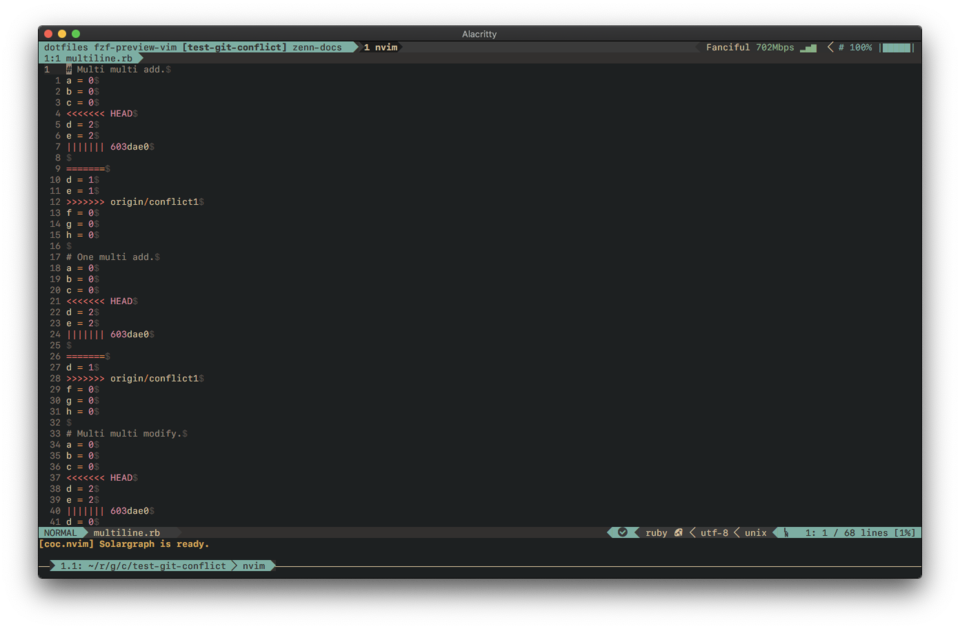 Alacritty
dotfiles fzf-preview-vim [test-git-conflict] zenn-docs 1 nvim Fanciful 702Mbps # 100%
1:1 multiline.rb
1 # Multi multi add.$
1 a = 0$
2 b = 0$
3 c = 0$
4 <<<<<<< HEAD$
5 d = 2$
6 e = 2$
7 ||||||| 603dae0$
8 $
9 =======$
10 d = 1$
11 e = 1$
12 >>>>>>> origin/conflict1$
13 f = 0$
14 g = 0$
15 h = 0$
16 $
17 # One multi add.$
18 a = 0$
19 b = 0$
20 c = 0$
21 <<<<<<< HEAD$
22 d = 2$
23 e = 2$
24 ||||||| 603dae0$
25 $
26 =======$
27 d = 1$
28 >>>>>>> origin/conflict1$
29 f = 0$
30 g = 0$
31 h = 0$
32 $
33 # Multi multi modify.$
34 a = 0$
35 b = 0$
36 c = 0$
37 <<<<<<< HEAD$
38 d = 2$
39 e = 2$
40 ||||||| 603dae0$
41 d = 0$
NORMAL multiline.rb ruby utf-8 unix 1: 1 / 68 lines [1%]
[coc.nvim] Solargraph is ready.
1.1: ~/r/g/c/test-git-conflict nvim